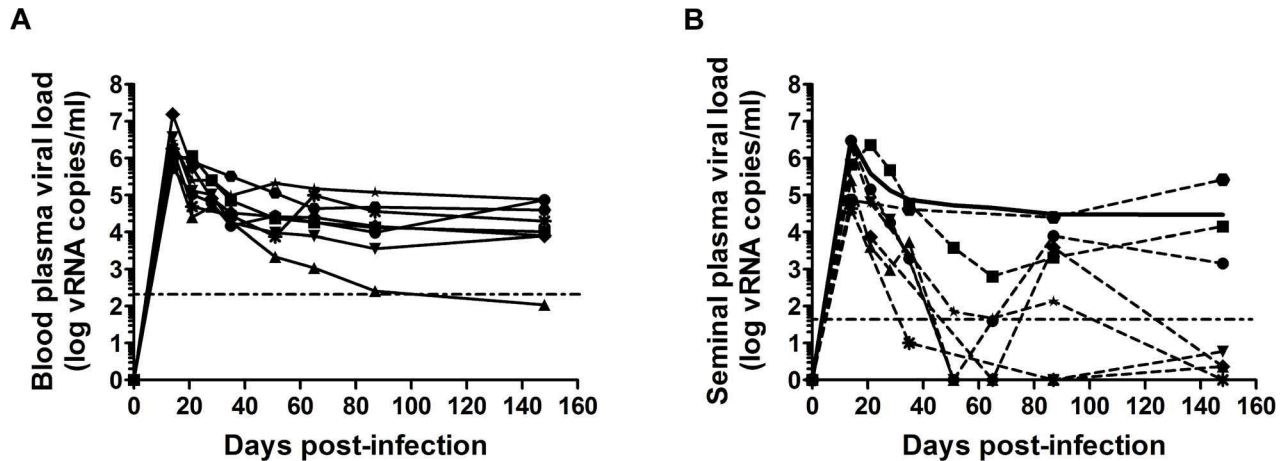 A
Blood plasma viral load
(log vRNA copies/ml)
8
7
6
5
4
3
2
1
0
0 20 40 60 80 100 120 140 160
Days post-infection
B
Seminal plasma viral load
(log vRNA copies/ml)
8
7
6
5
4
3
2
1
0
0 20 40 60 80 100 120 140 160
Days post-infection